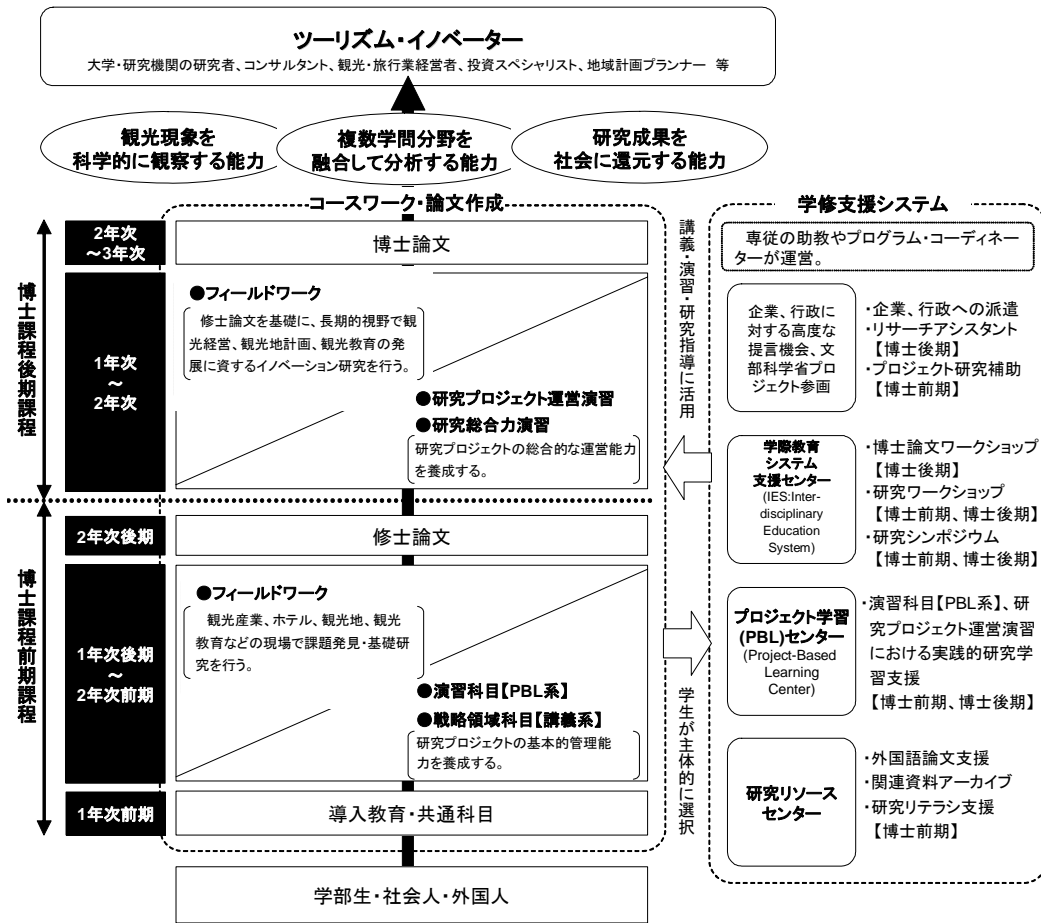 ツーリズム・イノベーター
大学・研究機関の研究者、コンサルタント、観光・旅行業経営者、投資スペシャリスト、地域計画プランナー 等
観光現象を
科学的に観察する能力
複数学問分野を
融合して分析する能力
研究成果を
社会に還元する能力
コースワーク・論文作成
博士課程後期課程
2年次
～3年次
博士論文
1年次
～
2年次
●フィールドワーク
修士論文を基礎に、長期的視野で観
光経営、観光地計画、観光教育の発
展に資するイノベーション研究を行う。
●研究プロジェクト運営演習
●研究総合力演習
研究プロジェクトの総合的な運営能力
を養成する。
博士課程前期課程
2年次後期
修士論文
1年次後期
～
2年次前期
●フィールドワーク
観光産業、ホテル、観光地、観光
教育などの現場で課題発見・基礎研
究を行う。
●演習科目【PBL系】
●戦略領域科目【講義系】
研究プロジェクトの基本的管理能
力を養成する。
1年次前期
導入教育・共通科目
学部生・社会人・外国人
講義・演習・研究指導に活用
学生が主体的に選択
学修支援システム
専従の助教やプログラム・コーディネー
ターが運営。
企業、行政に
対する高度な
提言機会、文
部科学省プロ
ジェクト参画
・企業、行政への派遣
・リサーチアシスタント
【博士後期】
・プロジェクト研究補助
【博士前期】
学際教育
システム
支援センター
(IES:Inter-
disciplinary
Education
System)
・博士論文ワークショップ
【博士後期】
・研究ワークショップ
【博士前期、博士後期】
・研究シンポジウム
【博士前期、博士後期】
プロジェクト学習
(PBL)センター
(Project-Based
Learning
Center)
・演習科目【PBL系】、研
究プロジェクト運営演習
における実践的研究学
習支援
【博士前期、博士後期】
研究リソース
センター
・外国語論文支援
・関連資料アーカイブ
・研究リテラシ支援
【博士前期】